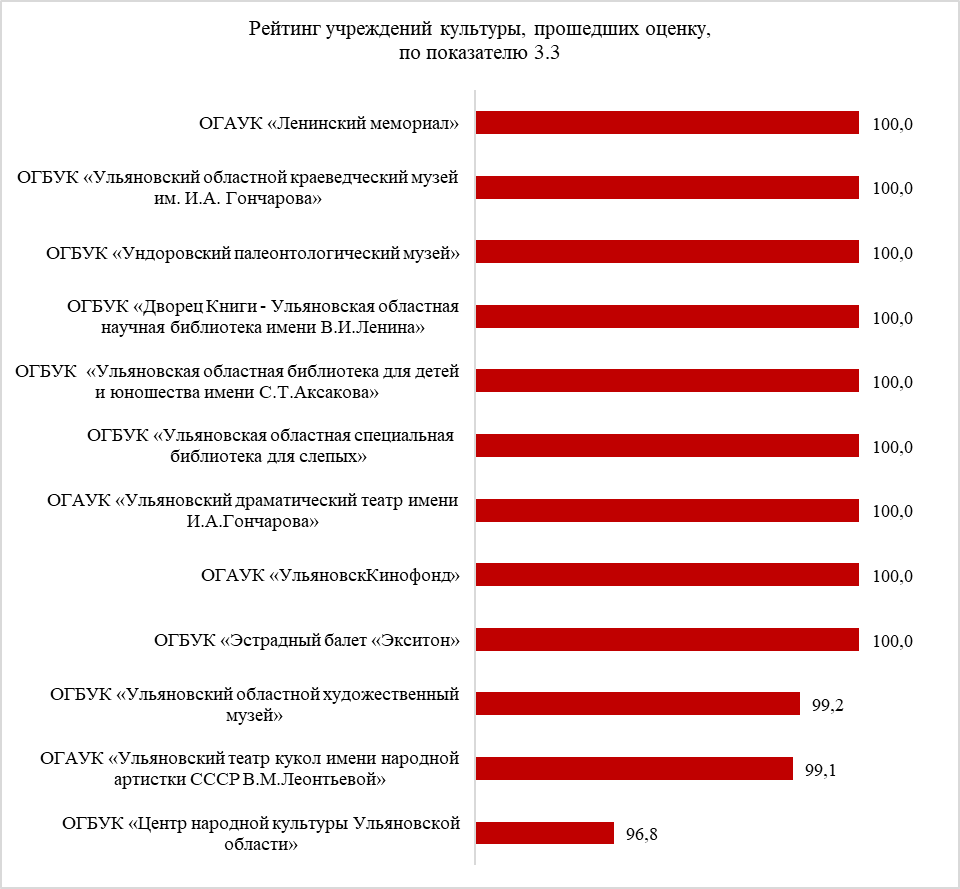 Рейтинг учреждений культуры, прошедших оценку,
по показателю 3.3
ОГАУК «Ленинский мемориал»
100,0
ОГБУК «Ульяновский областной краеведческий музей
им. И.А. Гончарова»
100,0
ОГБУК «Ундоровский палеонтологический музей»
100,0
ОГБУК «Дворец Книги - Ульяновская областная
научная библиотека имени В.И.Ленина»
100,0
ОГБУК «Ульяновская областная библиотека для детей
и юношества имени С.Т.Аксакова»
100,0
ОГБУК «Ульяновская областная специальная
библиотека для слепых»
100,0
ОГАУК «Ульяновский драматический театр имени
И.А.Гончарова»
100,0
ОГАУК «УльяновскКинофонд»
100,0
ОГБУК «Эстрадный балет «Экситон»
100,0
ОГБУК «Ульяновский областной художественный
музей»
99,2
ОГАУК «Ульяновский театр кукол имени народной
артистки СССР В.М.Леонтьевой»
99,1
ОГБУК «Центр народной культуры Ульяновской
области»
96,8